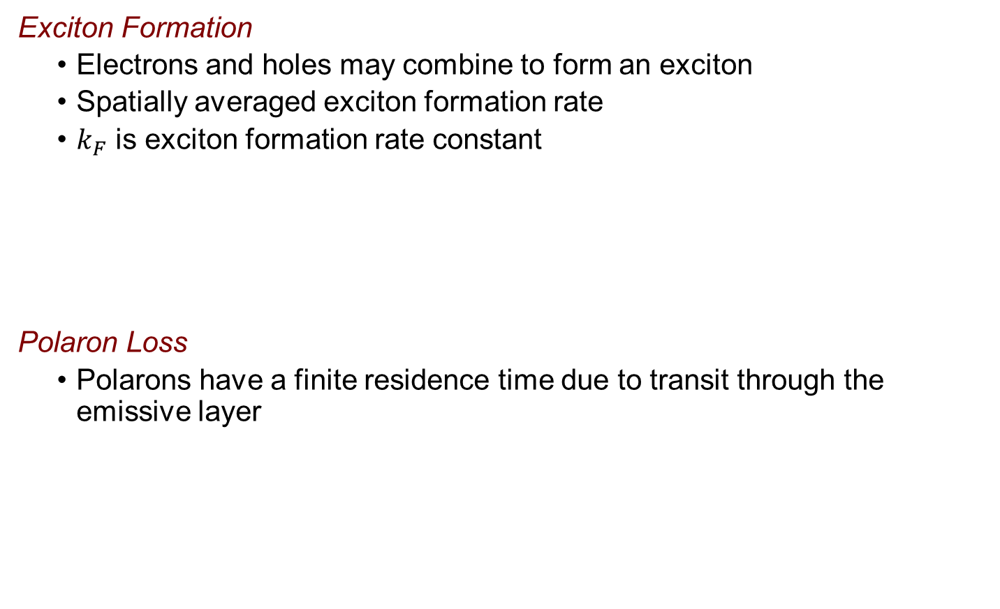 Exciton Formation
• Electrons and holes may combine to form an exciton
• Spatially averaged exciton formation rate
• k_F is exciton formation rate constant
Polaron Loss
• Polarons have a finite residence time due to transit through the
emissive layer